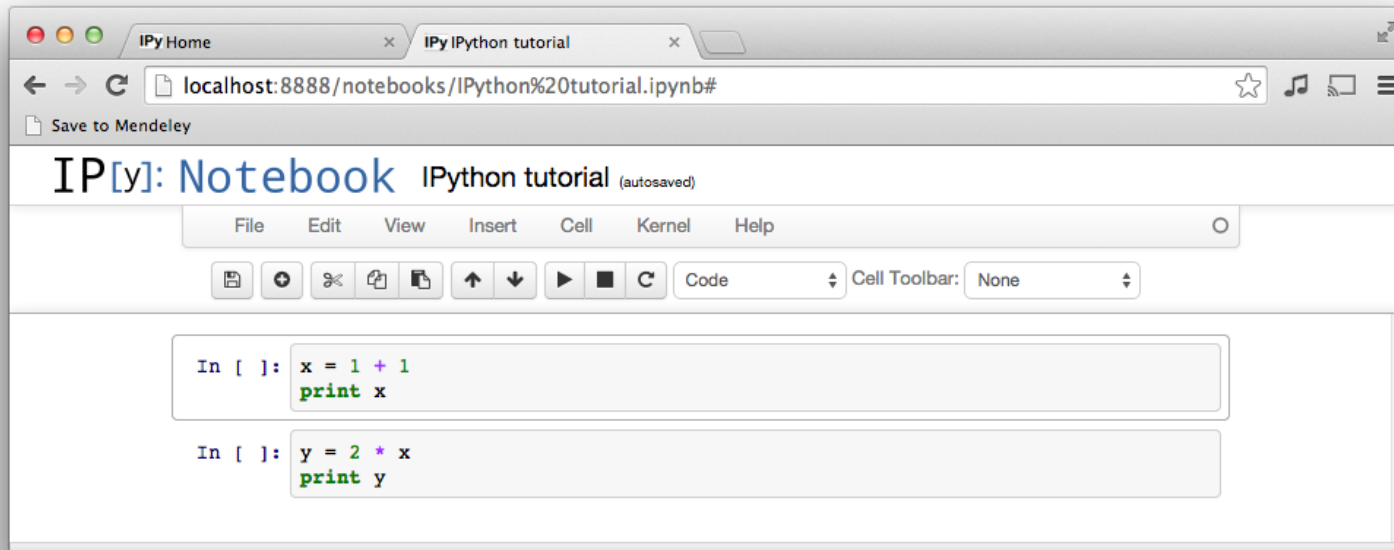 IPy Home × IPy IPython tutorial ×
localhost:8888/notebooks/IPython%20tutorial.ipynb#
Save to Mendeley
IP[y]: Notebook IPython tutorial (autosaved)
File Edit View Insert Cell Kernel Help
Code Cell Toolbar: None
In [ ]: x = 1 + 1
print x
In [ ]: y = 2 * x
print y